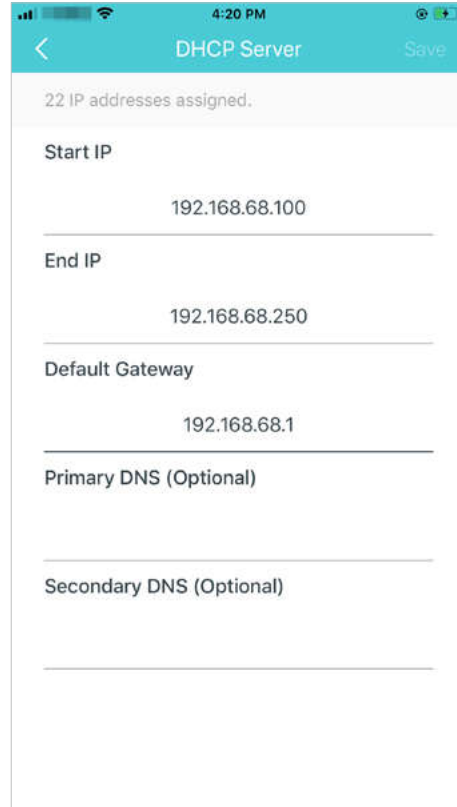 4:20 PM
DHCP Server
Save
22 IP addresses assigned.
Start IP
192.168.68.100
End IP
192.168.68.250
Default Gateway
192.168.68.1
Primary DNS (Optional)
Secondary DNS (Optional)